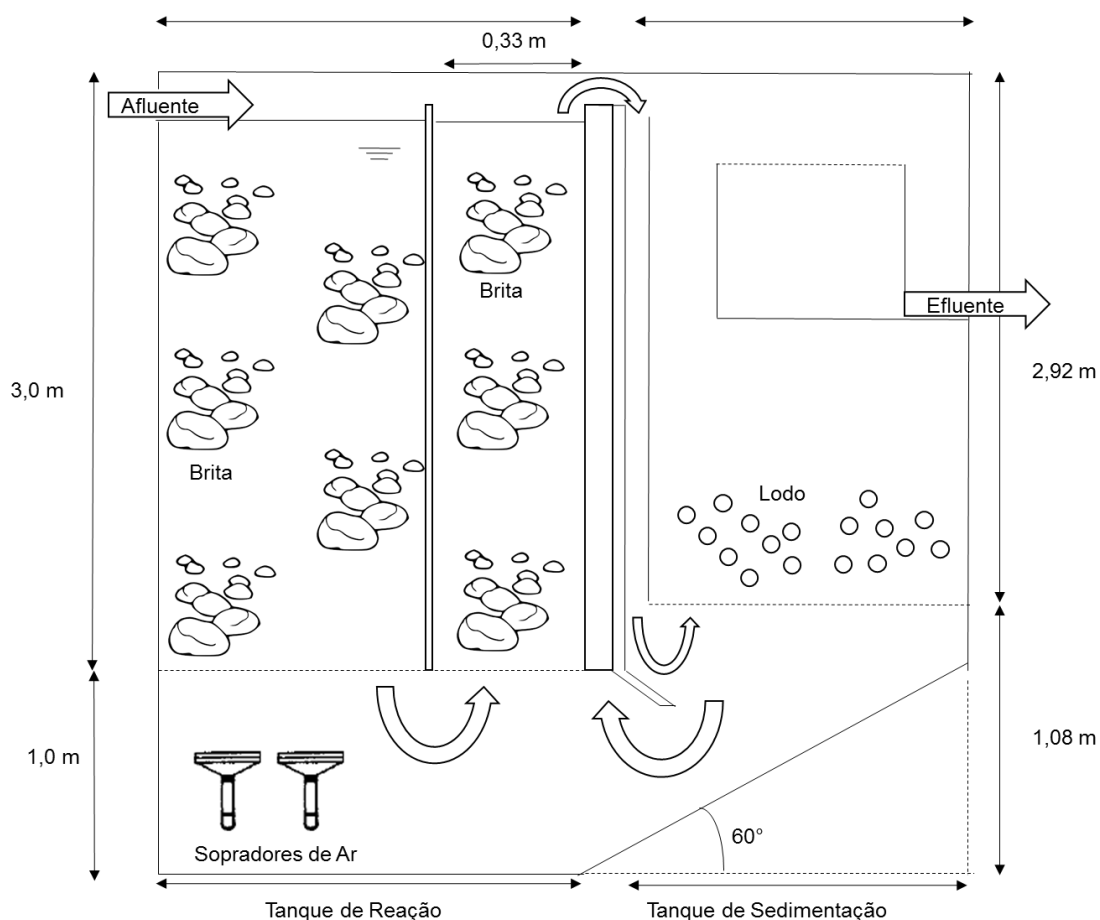 0,33 m
Afluente
Brita
Efluente
2,92 m
3,0 m
Brita
Lodo
1,0 m
1,08 m
60°
Sopradores de Ar
Tanque de Reação
Tanque de Sedimentação